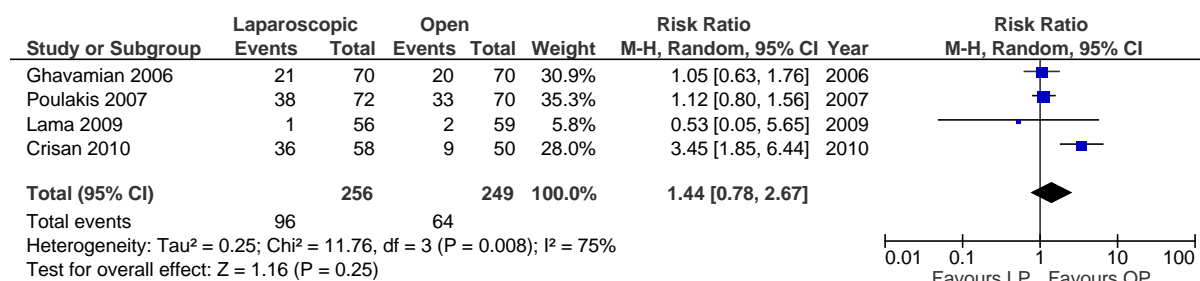 Laparoscopic Open Risk Ratio Risk Ratio
Study or Subgroup Events Total Events Total Weight M-H, Random, 95% CI Year M-H, Random, 95% CI
Ghavamian 2006 21 70 20 70 30.9% 1.05 [0.63, 1.76] 2006
Poulakis 2007 38 72 33 70 35.3% 1.12 [0.80, 1.56] 2007
Lama 2009 1 56 2 59 5.8% 0.53 [0.05, 5.65] 2009
Crisan 2010 36 58 9 50 28.0% 3.45 [1.85, 6.44] 2010
Total (95% CI) 256 249 100.0% 1.44 [0.78, 2.67]
Total events 96 64
Heterogeneity: Tau² = 0.25; Chi² = 11.76, df = 3 (P = 0.008); I² = 75%
Test for overall effect: Z = 1.16 (P = 0.25)
0.01 0.1 1 10 100
Favours LP Favours OP